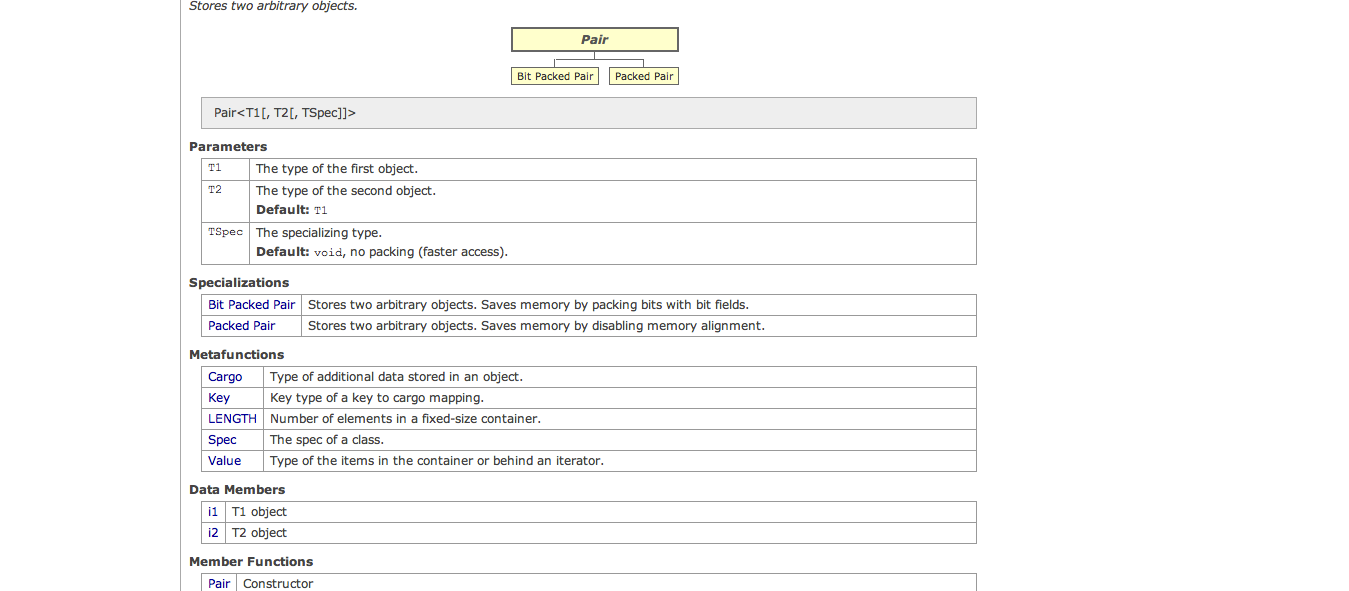 Stores two arbitrary objects.
Pair
Bit Packed Pair Packed Pair
Pair<T1[, T2[, TSpec]]>
Parameters
T1 The type of the first object.
T2 The type of the second object.
Default: T1
TSpec The specializing type.
Default: void, no packing (faster access).
Specializations
Bit Packed Pair Stores two arbitrary objects. Saves memory by packing bits with bit fields.
Packed Pair Stores two arbitrary objects. Saves memory by disabling memory alignment.
Metafunctions
Cargo Type of additional data stored in an object.
Key Key type of a key to cargo mapping.
LENGTH Number of elements in a fixed-size container.
Spec The spec of a class.
Value Type of the items in the container or behind an iterator.
Data Members
i1 T1 object
i2 T2 object
Member Functions
Pair Constructor